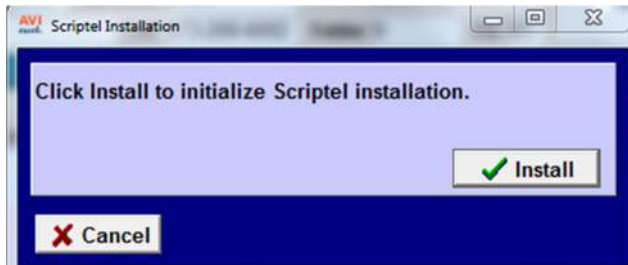 AVI
Scriptel Installation
Click Install to initialize Scriptel installation.
Install
Cancel